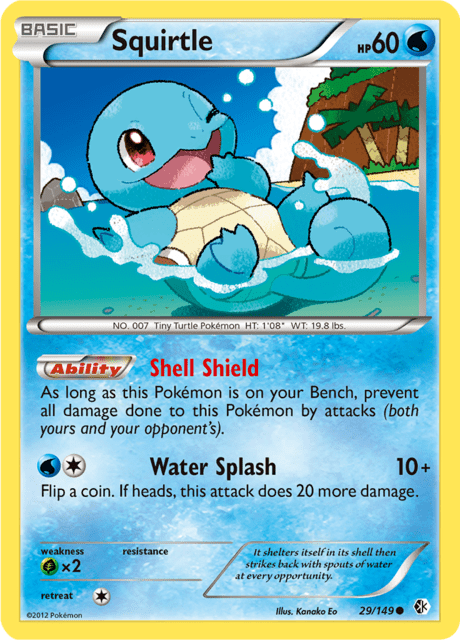 BASIC
Squirtle
HP60
NO. 007 Tiny Turtle Pokémon HT: 1'08" WT: 19.8 lbs.
Ability Shell Shield
As long as this Pokémon is on your Bench, prevent
all damage done to this Pokémon by attacks (both
yours and your opponent's).
Water Splash 10+
Flip a coin. If heads, this attack does 20 more damage.
weakness resistance
×2
retreat
It shelters itself in its shell then
strikes back with spouts of water
at every opportunity.
Illus. Kanako Eo 29/149
©2012 Pokémon